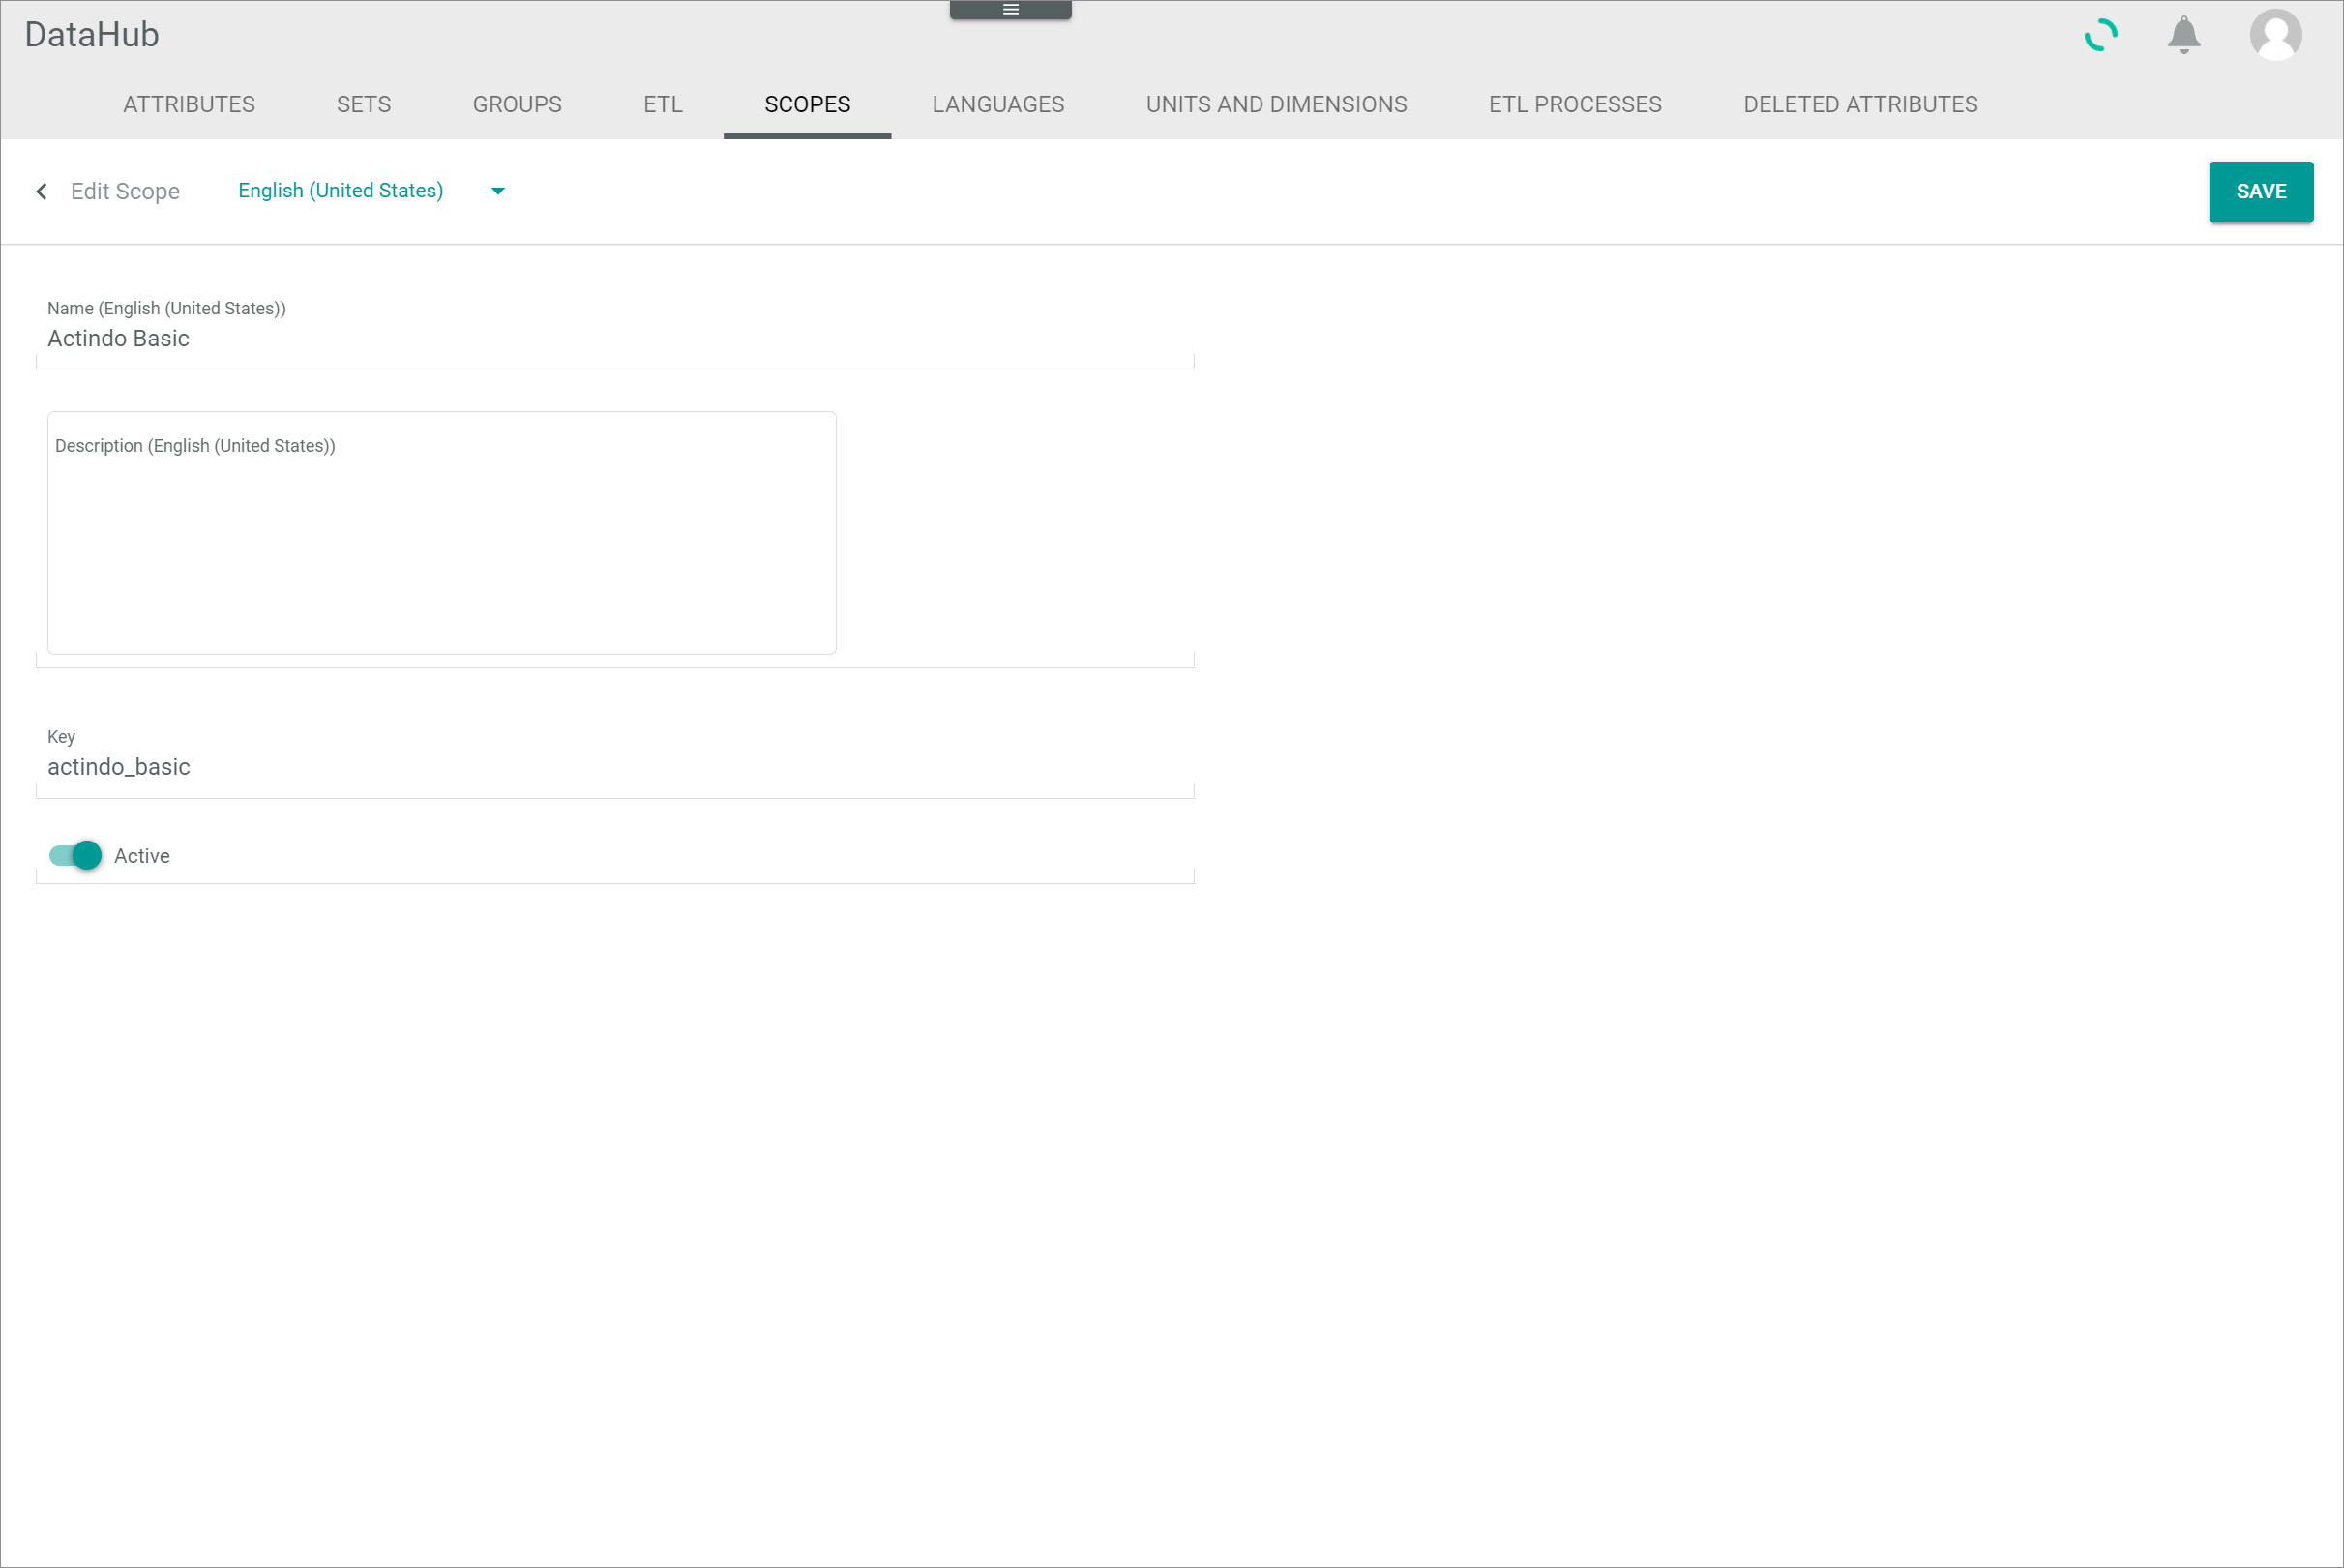 DataHub
ATTRIBUTES SETS GROUPS ETL SCOPES LANGUAGES UNITS AND DIMENSIONS ETL PROCESSES DELETED ATTRIBUTES
Edit Scope English (United States) SAVE
Name (English (United States))
Actindo Basic
Description (English (United States))
Key
actindo_basic
Active